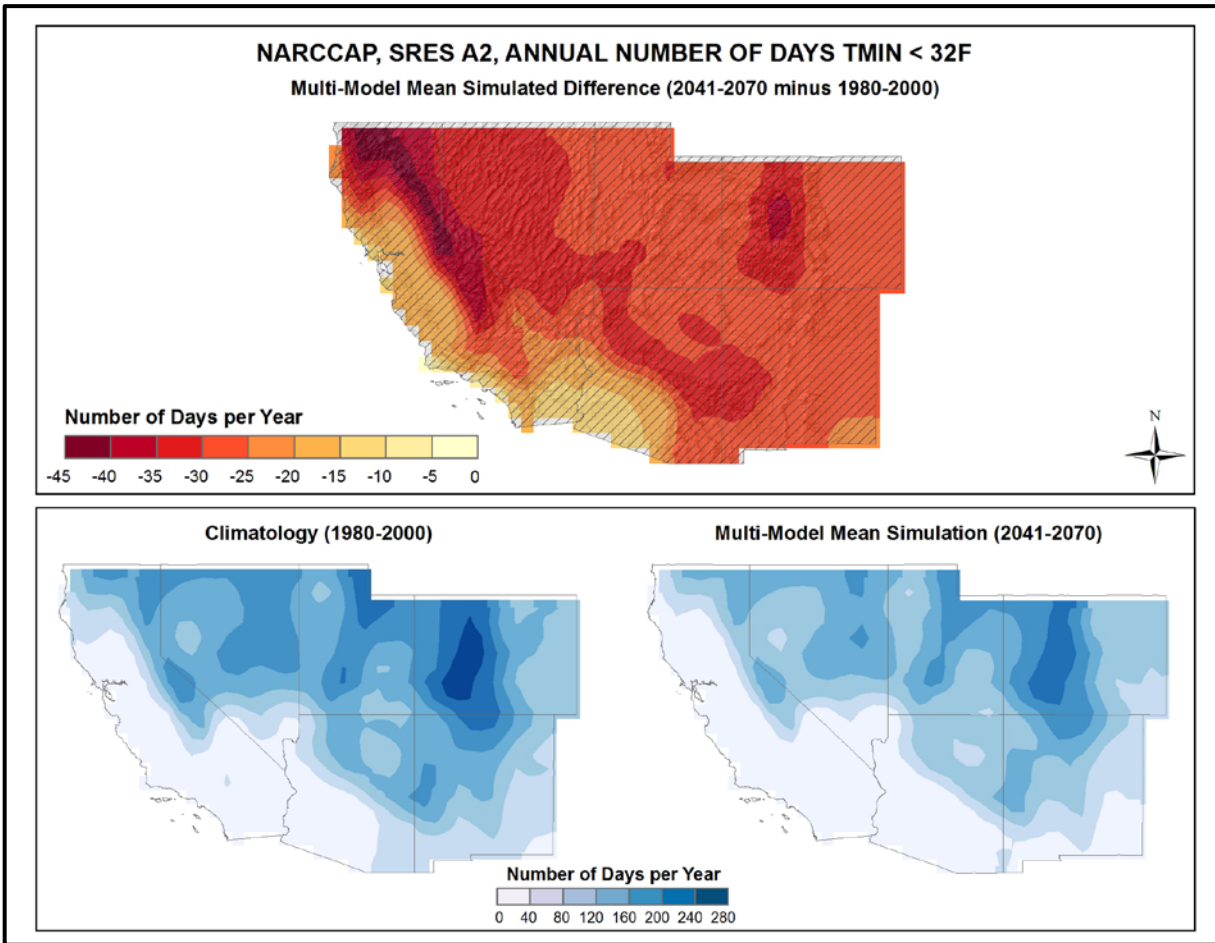 NARCCAP, SRES A2, ANNUAL NUMBER OF DAYS TMIN < 32F
Multi-Model Mean Simulated Difference (2041-2070 minus 1980-2000)
Number of Days per Year
-45 -40 -35 -30 -25 -20 -15 -10 -5 0
N
Climatology (1980-2000)
Multi-Model Mean Simulation (2041-2070)
Number of Days per Year
0 40 80 120 160 200 240 280